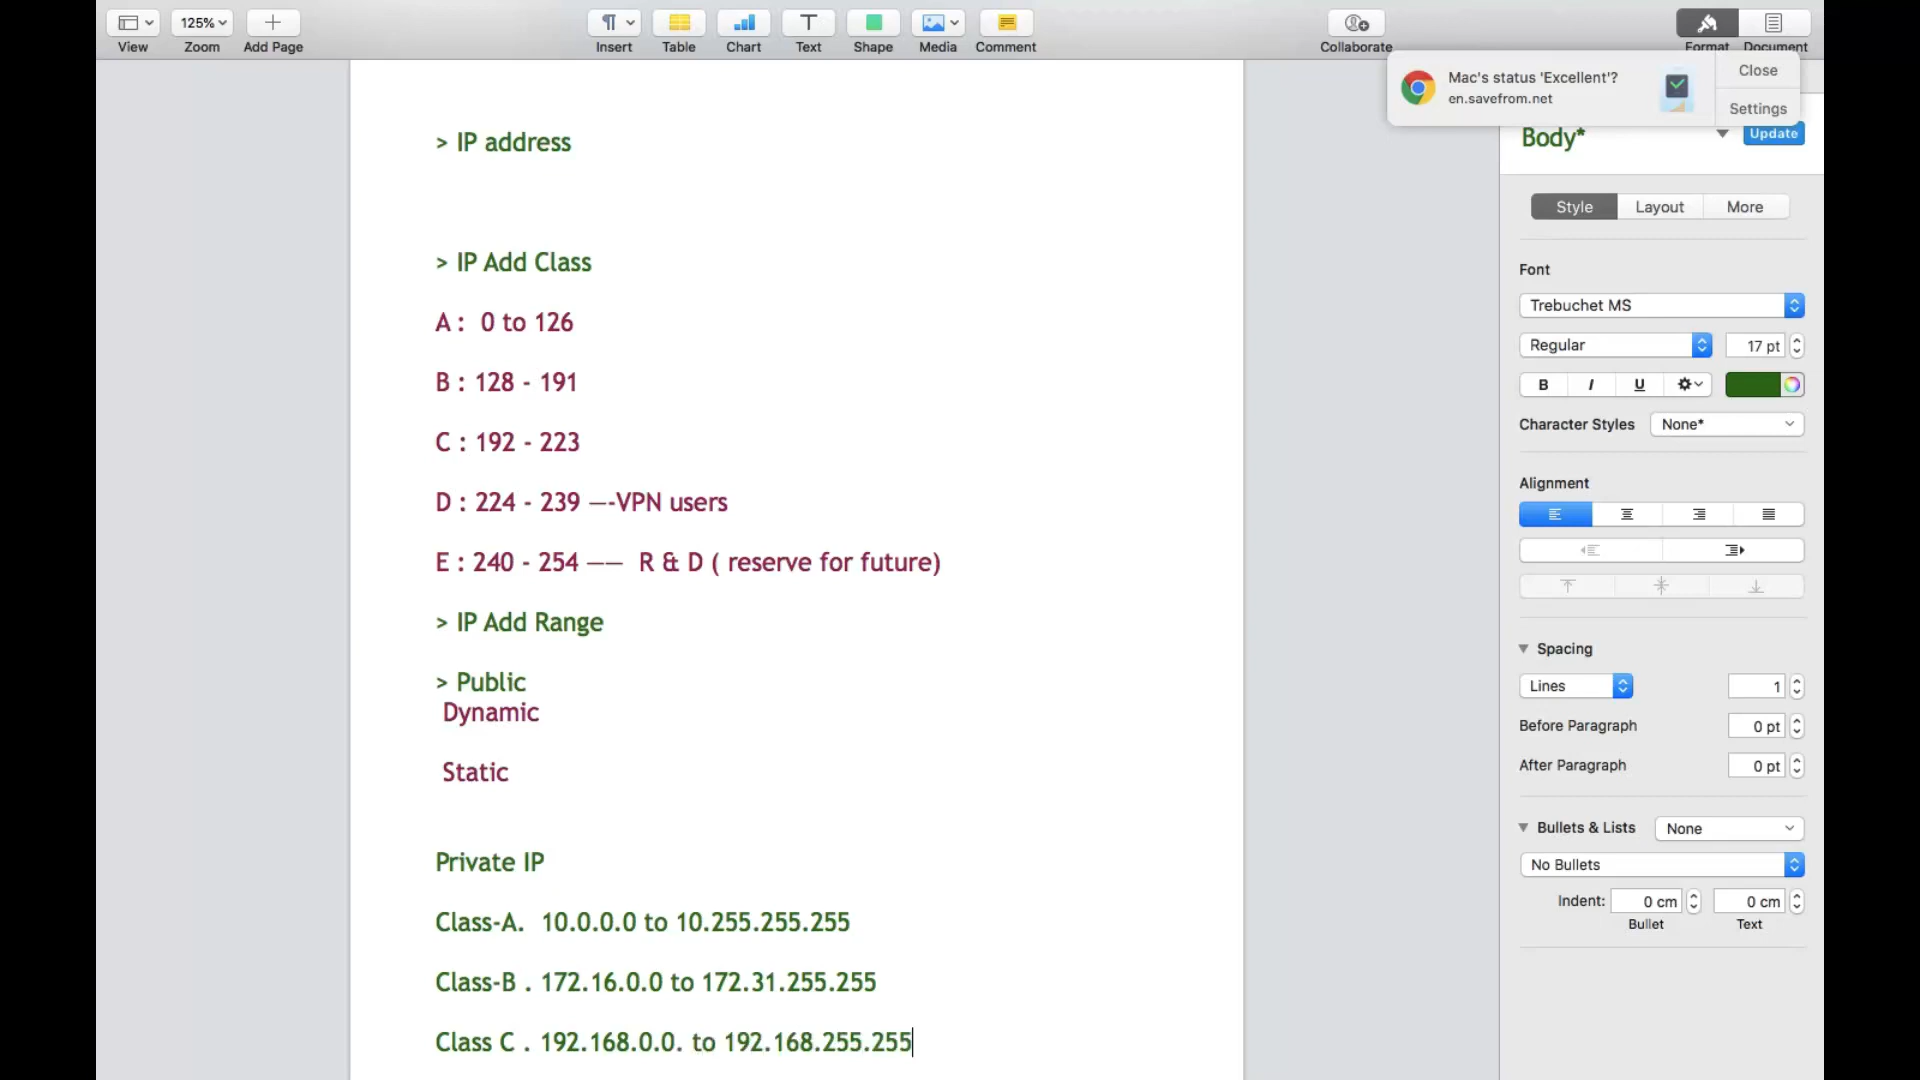 125%
View
Zoom
Add Page
Insert
Table
Chart
Text
Shape
Media
Comment
Collaborate
Format
Document
Mac's status 'Excellent'?
en.savefrom.net
Close
Settings
> IP address
> IP Add Class
A :  0 to 126
B : 128 - 191
C : 192 - 223
D : 224 - 239 —-VPN users
E : 240 - 254 ——  R & D ( reserve for future)
> IP Add Range
> Public
Dynamic
Static
Private IP
Class-A.  10.0.0.0 to 10.255.255.255
Class-B . 172.16.0.0 to 172.31.255.255
Class C . 192.168.0.0. to 192.168.255.255
Body*
Update
Style
Layout
More
Font
Trebuchet MS
Regular
17 pt
B
I
U
Character Styles
None*
Alignment
Spacing
Lines
1
Before Paragraph
0 pt
After Paragraph
0 pt
Bullets & Lists
None
No Bullets
Indent:
0 cm
0 cm
Bullet
Text